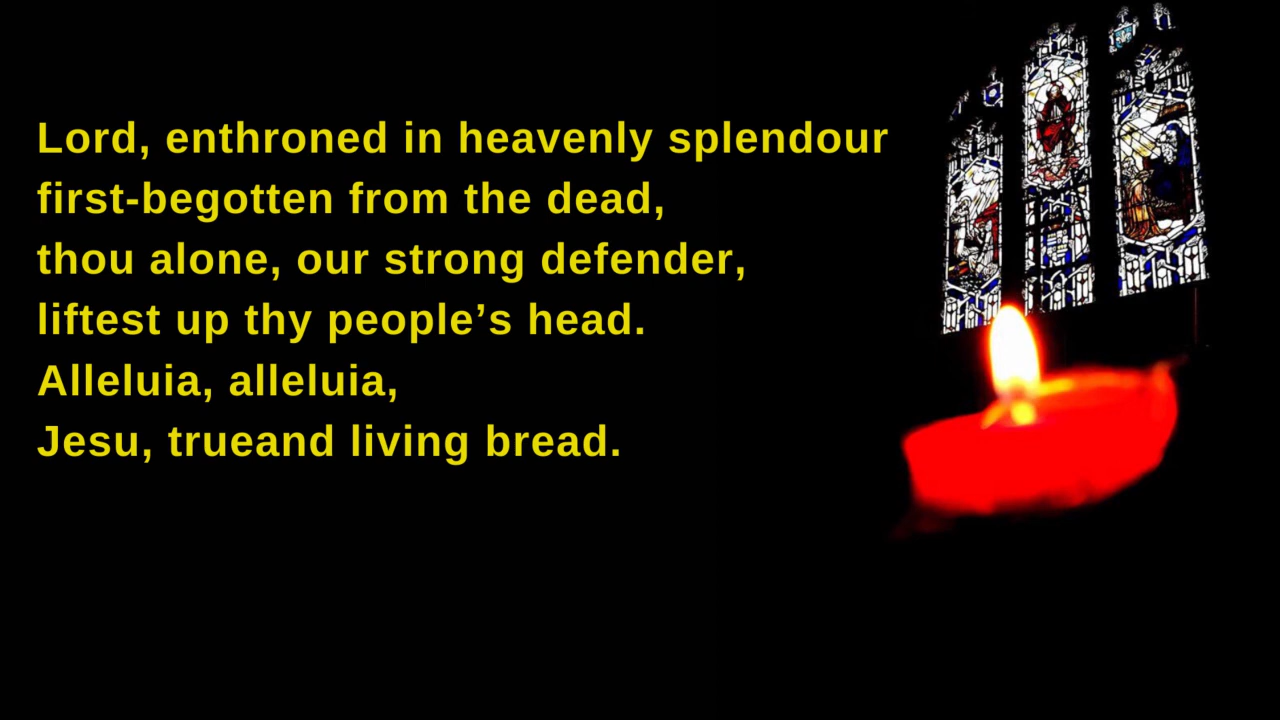 Lord, enthroned in heavenly splendour
first-begotten from the dead,
thou alone, our strong defender,
liftest up thy people’s head.
Alleluia, alleluia,
Jesu, trueand living bread.